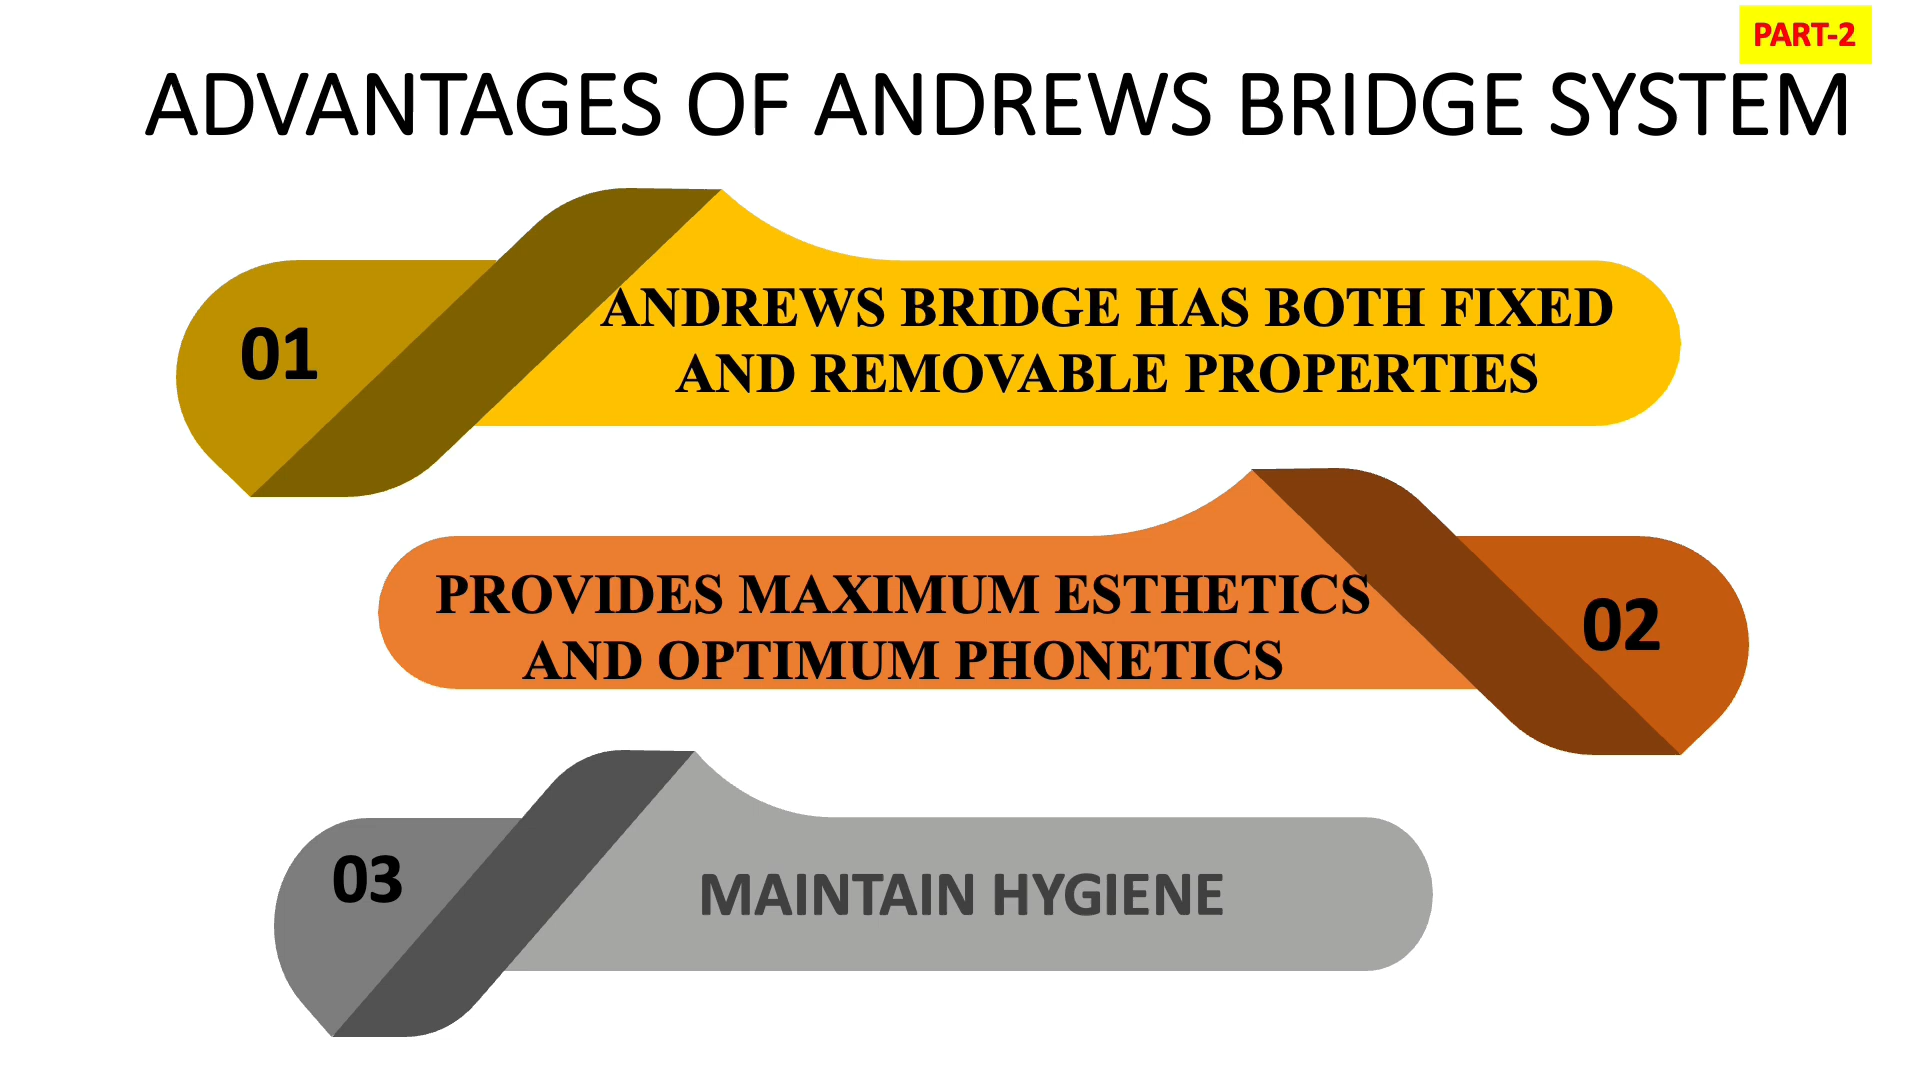 PART-2
ADVANTAGES OF ANDREWS BRIDGE SYSTEM
01
ANDREWS BRIDGE HAS BOTH FIXED
AND REMOVABLE PROPERTIES
PROVIDES MAXIMUM ESTHETICS
AND OPTIMUM PHONETICS
02
03
MAINTAIN HYGIENE